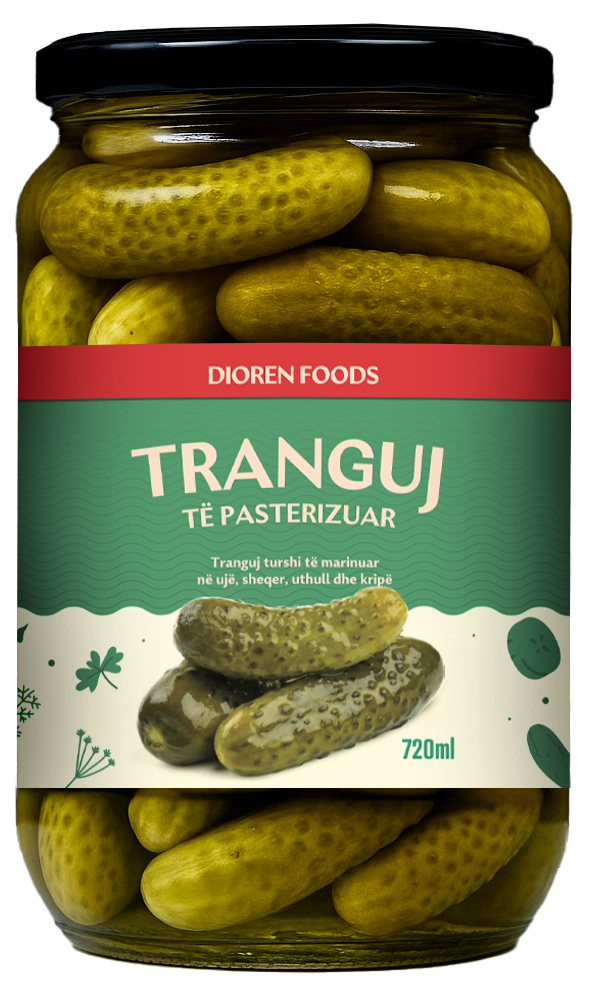 DIOREN FOODS
TRANGUJ
TË PASTERIZUAR
Tranguj turshi të marinuar
në ujë, sheqer, uthull dhe kripë
720ml